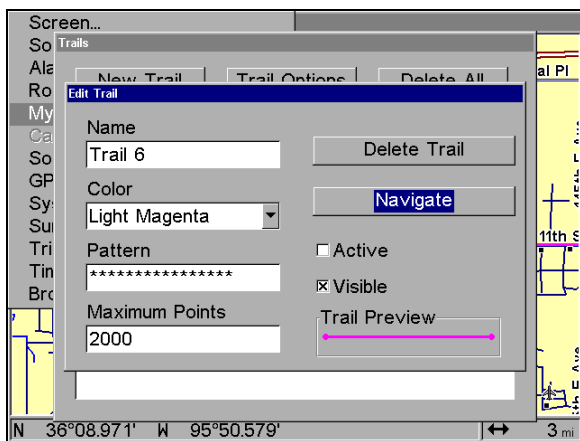 Screen...
So
Trails
Ala
al Pl
New Trail
Trail Options
Delete All
Ro
Edit Trail
My
Ca
So
GP
Sy
Su
Tri
Tin
Bro
Name
Trail 6
Delete Trail
Color
Light Magenta
Navigate
Pattern
****************
Active
Visible
Maximum Points
2000
Trail Preview
11th S
N 36°08.971' W 95°50.579'
3 mi